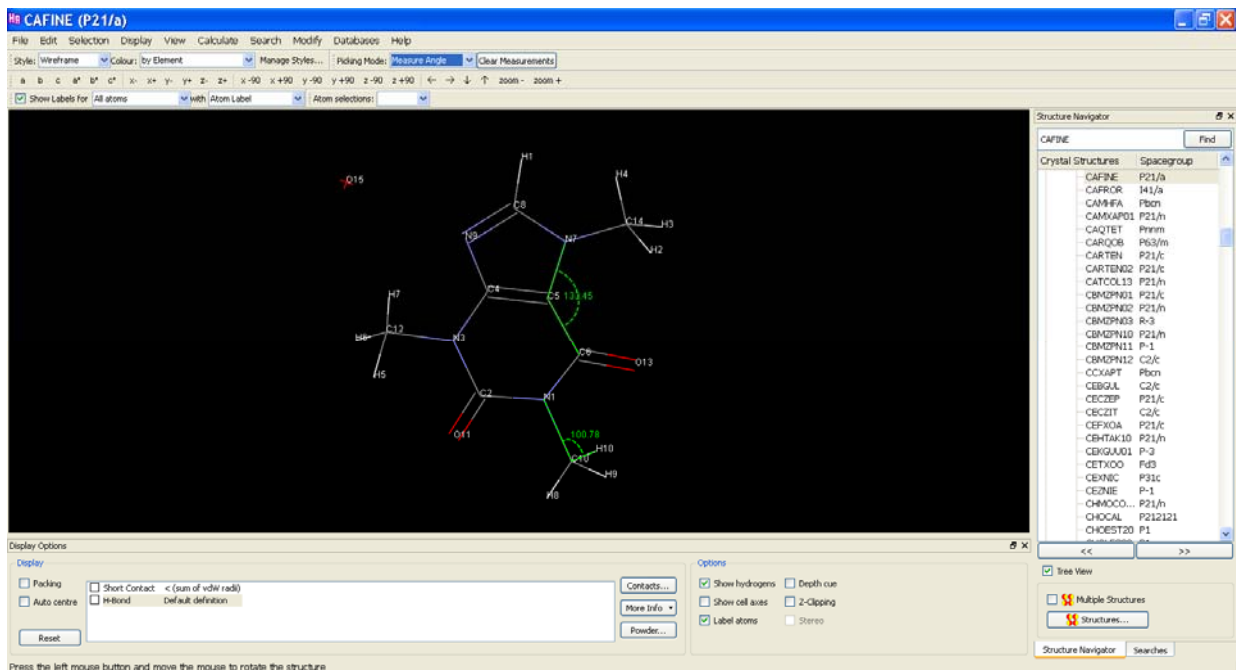 CAFINE (P21/a)
File Edit Selection Display View Calculate Search Modify Databases Help
Style: Wireframe Colour: by Element Manage Styles... Picking Mode: Measure Angle Clear Measurements
a b c a* b* c* x- x+ y- y+ z- z+ x-90 x+90 y-90 y+90 z-90 z+90 ← → ↓ ↑ zoom- zoom+
Show Labels for All atoms with Atom Label Atom selections:
H1
O15
H4
C8
C14 H3
N9 N7
H2
C4
H7 C5
H6 C12 N3
C6
O13
H5
C2 N1
O11
100.78
H10
C10
H9
H8
Structure Navigator
CAFINE Find
Crystal Structures Spacegroup
CAFINE P21/a
CAFROR I41/a
CAMHFA Pbcn
CAMXAP01 P21/n
CAQTET Pnnm
CARQOB P63/m
CARTEN P21/c
CARTEN02 P21/c
CATCOL13 P21/n
CBMZPN01 P21/c
CBMZPN02 P21/n
CBMZPN03 R-3
CBMZPN10 P21/n
CBMZPN11 P-1
CBMZPN12 C2/c
CCXAPT Pbcn
CEBGUL C2/c
CECZEP P21/c
CECZIT C2/c
CEFXOA P21/c
CEHTAK10 P21/n
CEKGUU01 P-3
CETXOO Fd3
CEXNIC P31c
CEZNIE P-1
CHMOCO... P21/n
CHOCAL P212121
CHOEST20 P1
<< >>
Tree View
Multiple Structures
Structures...
Structure Navigator Searches
Display Options
Display
Packing
Auto centre
Reset
Short Contact < (sum of vdW radii)
H-Bond Default definition
Contacts...
More Info
Powder...
Options
Show hydrogens Depth cue
Show cell axes Z-Clipping
Label atoms Stereo
Press the left mouse button and move the mouse to rotate the structure